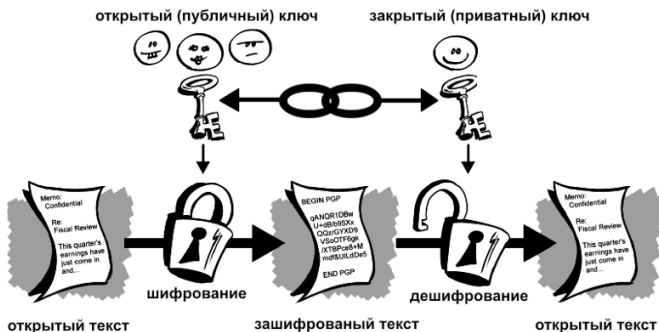 открытый (публичный) ключ
закрытый (приватный) ключ
Memo:
Confidential
Re:
Fiscal Review
This quarter's
earnings have
just come in
and...
BEGIN PGP
qANQR1DBw
U+dB/b9SXx
QQzrGYXD9
VSoOTF6gk
/XTBPce8+M
mdf&UILdDe5
END PGP
Memo:
Confidential
Re:
Fiscal Review
This quarter's
earnings have
just come in
and...
шифрование
дешифрование
открытый текст
зашифрованый текст
открытый текст